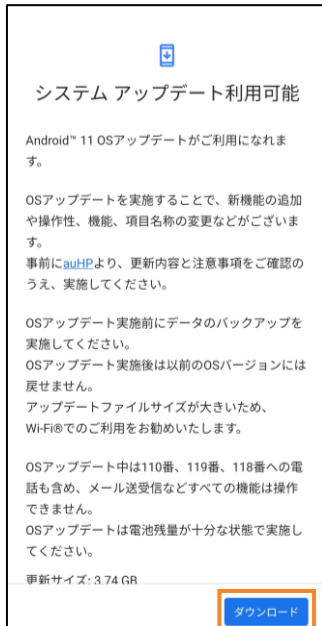 システム アップデート利用可能
Android™ 11 OSアップデートがご利用になれま
す。
OSアップデートを実施することで、新機能の追加
や操作性、機能、項目名称の変更などがございま
す。
事前にauHPより、更新内容と注意事項をご確認の
うえ、実施してください。
OSアップデート実施前にデータのバックアップを
実施してください。
OSアップデート実施後は以前のOSバージョンには
戻せません。
アップデートファイルサイズが大きいため、
Wi-Fi®でのご利用をお勧めいたします。
OSアップデート中は110番、119番、118番への電
話も含め、メール送受信などすべての機能は操作
できません。
OSアップデートは電池残量が十分な状態で実施し
てください。
更新サイズ: 3.74 GB
ダウンロード